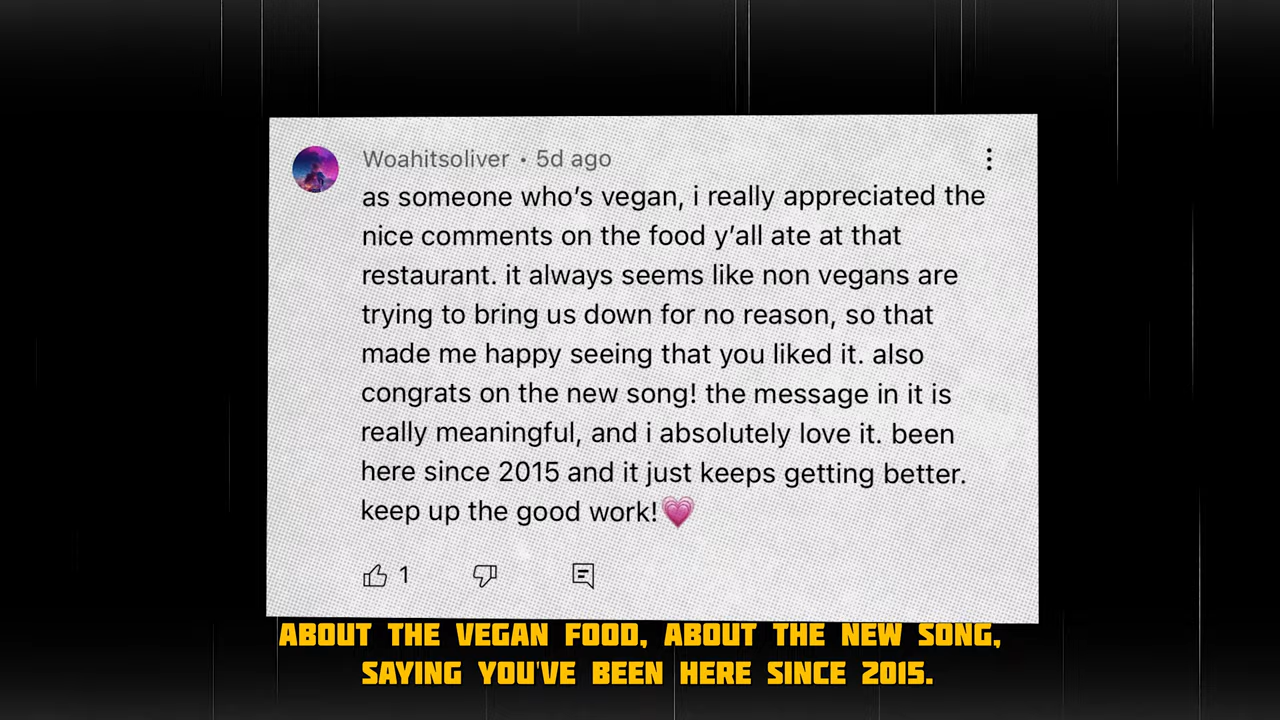 Woahitsoliver • 5d ago
as someone who’s vegan, i really appreciated the
nice comments on the food y’all ate at that
restaurant. it always seems like non vegans are
trying to bring us down for no reason, so that
made me happy seeing that you liked it. also
congrats on the new song! the message in it is
really meaningful, and i absolutely love it. been
here since 2015 and it just keeps getting better.
keep up the good work!💗
1
ABOUT THE VEGAN FOOD, ABOUT THE NEW SONG,
SAYING YOU'VE BEEN HERE SINCE 2015.